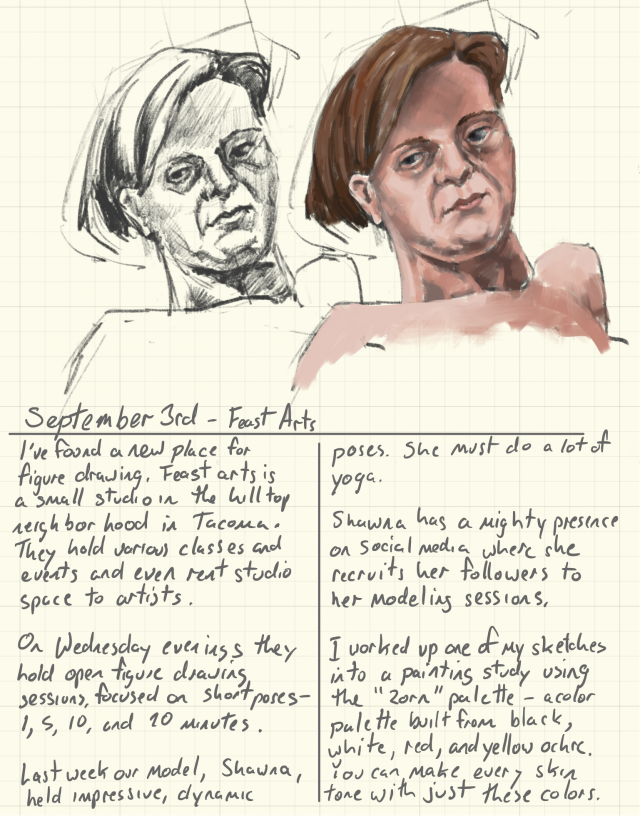 September 3rd - Feast Arts
I've found a new place for
figure drawing. Feast arts is
a small studio in the hilltop
neighborhood in Tacoma.
They hold various classes and
events and even rent studio
space to artists.
On Wednesday evenings they
hold open figure drawing
sessions, focused on short poses-
1, 5, 10, and 20 minutes.
Last week our model, Shawna,
held impressive, dynamic
poses. She must do a lot of
yoga.
Shawna has a mighty presence
on social media where she
recruits her followers to
her modeling sessions.
I worked up one of my sketches
into a painting study using
the "Zorn" palette - a color
palette built from black,
white, red, and yellow ochre.
You can make every skin
tone with just these colors.